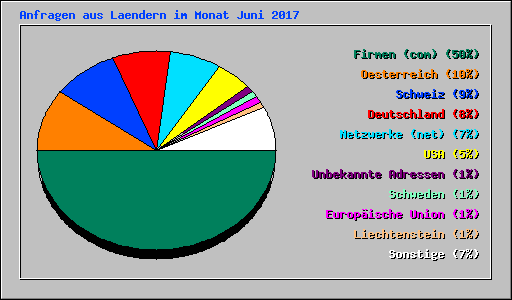 Anfragen aus Laendern im Monat Juni 2017
Firmen (com) (50%)
Oesterreich (10%)
Schweiz (9%)
Deutschland (8%)
Netzwerke (net) (7%)
USA (5%)
Unbekannte Adressen (1%)
Schweden (1%)
Europäische Union (1%)
Liechtenstein (1%)
Sonstige (7%)